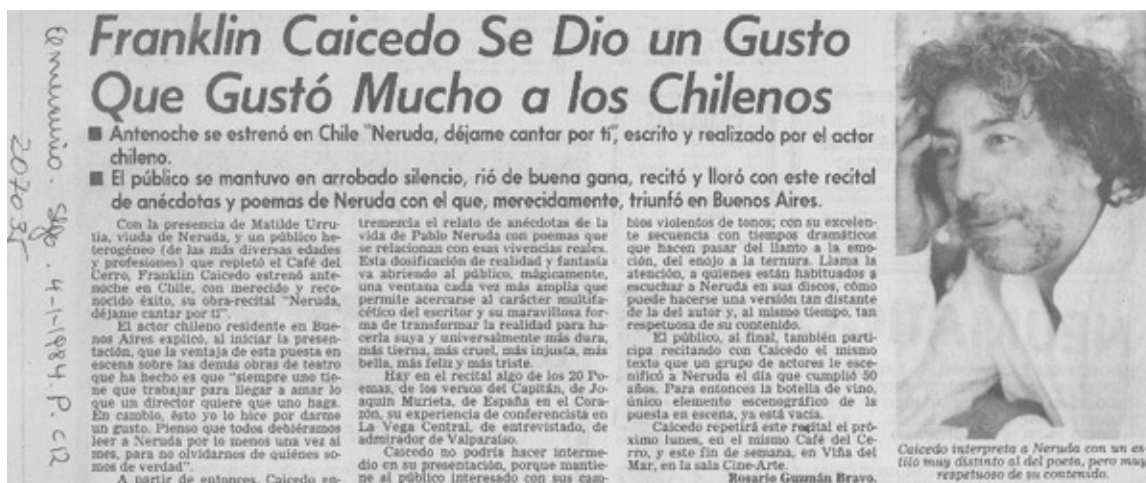 Franklin Caicedo Se Dio un Gusto
Que Gustó Mucho a los Chilenos
■ Antenoche se estrenó en Chile "Neruda, déjame cantar por ti", escrito y realizado por el actor
chileno.
■ El público se mantuvo en arrobado silencio, rió de buena gana, recitó y lloró con este recital
de anécdotas y poemas de Neruda con el que, merecidamente, triunfó en Buenos Aires.
Con la presencia de Matilde Urru-
tia, viuda de Neruda, y un público he-
terogéneo (de las más diversas edades
y profesiones) que repletó el Café del
Cerro, Franklin Caicedo estrenó ante-
noche en Chile, con merecido y reco-
nocido éxito, su obra-recital "Neruda,
déjame cantar por ti".
El actor chileno residente en Bue-
nos Aires explicó, al iniciar la presen-
tación, que la ventaja de esta puesta en
escena sobre las demás obras de teatro
que ha hecho es que "siempre uno tie-
ne que trabajar para llegar a amar lo
que un director quiere que uno haga.
En cambio, ésto yo lo hice por darme
un gusto. Pienso que todos debiéramos
leer a Neruda por lo menos una vez al
mes, para no olvidarnos de quiénes so-
mos de verdad".
A partir de entonces, Caicedo en-
tremezcla el relato de anécdotas de la
vida de Pablo Neruda con poemas que
se relacionan con esas vivencias reales.
Esta dosificación de realidad y fantasía
va abriendo al público, mágicamente,
una ventana cada vez más amplia que
permite acercarse al carácter multifa-
cético del escritor y su maravillosa for-
ma de transformar la realidad para ha-
cerla suya y universalmente más dura,
más tierna, más cruel, más injusta, más
bella, más feliz y más triste.
Hay en el recital algo de los 20 Po-
emas, de los versos del Capitán, de Jo-
aquín Murieta, de España en el Cora-
zón, su experiencia de conferencista en
La Vega Central, de entrevistado, de
admirador de Valparaíso.
Caicedo no podría hacer interme-
dio en su presentación, porque mantie-
ne al público interesado con sus cam-
bios violentos de tonos; con su excelen-
te secuencia con tiempos dramáticos
que hacen pasar del llanto a la emo-
ción, del enojo a la ternura. Llama la
atención, a quienes están habituados a
escuchar a Neruda en sus discos, cómo
puede hacerse una versión tan distante
de la del autor y, al mismo tiempo, tan
respetuosa de su contenido.
El público, al final, también parti-
cipa recitando con Caicedo el mismo
texto que un grupo de actores le esce-
nificó a Neruda el día que cumplió 50
años. Para entonces la botella de vino,
único elemento escenográfico de la
puesta en escena, ya está vacía.
Caicedo repetirá este recital el pró-
ximo lunes, en el mismo Café del Ce-
rro, y este fin de semana, en Viña del
Mar, en la sala Cine-Arte.
Rosario Guzmán Bravo.
Caicedo interpreta a Neruda con un es-
tilo muy distinto al del poeta, pero muy
respetuoso de su contenido.
Stgo. 4-1-1984. P. C12
207035